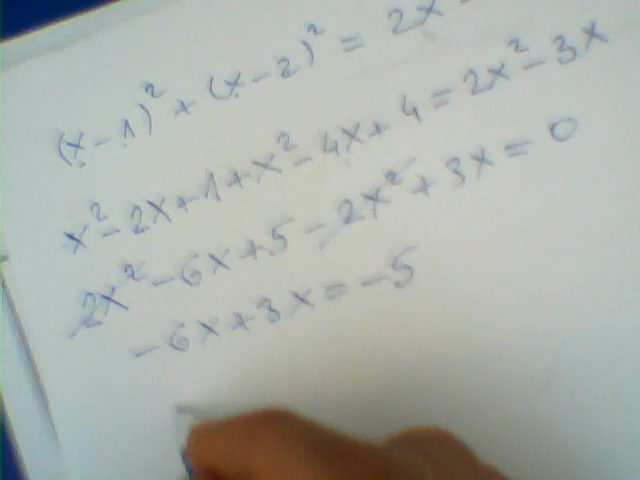 (x-1)² + (x-2)² = 2x
x² - 2x + 1 + x² - 4x + 4 = 2x² - 3x
2x² - 6x + 5 - 2x² + 3x = 0
-6x + 3x = -5